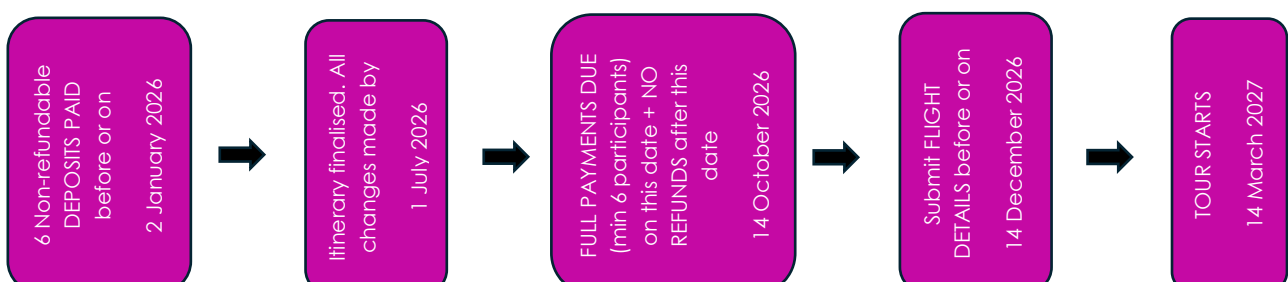 6 Non-refundable
DEPOSITS PAID
before or on
2 January 2026
Itinerary finalised. All
changes made by
1 July 2026
FULL PAYMENTS DUE
(min 6 participants)
on this date + NO
REFUNDS after this
date
14 October 2026
Submit FLIGHT
DETAILS before or on
14 December 2026
TOUR STARTS
14 March 2027